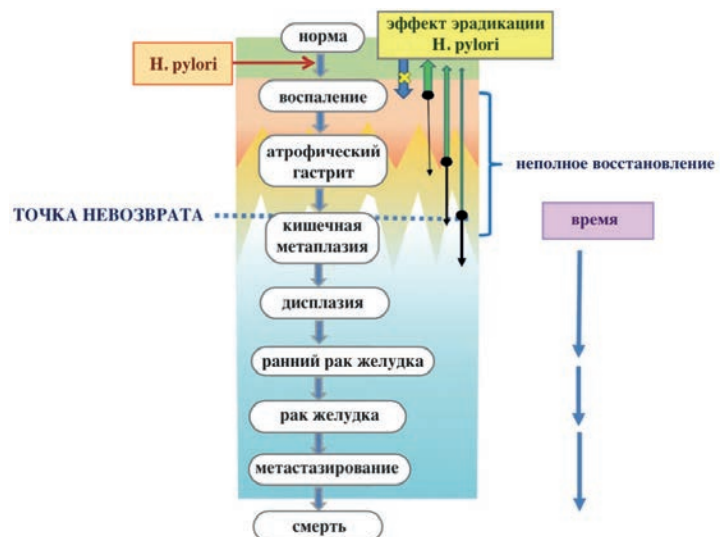 норма
эффект эрадикации
H. pylori
H. pylori
воспаление
атрофический
гастрит
неполное восстановление
ТОЧКА НЕВОЗВРАТА
время
кишечная
метаплазия
дисплазия
ранний рак желудка
рак желудка
метастазирование
смерть